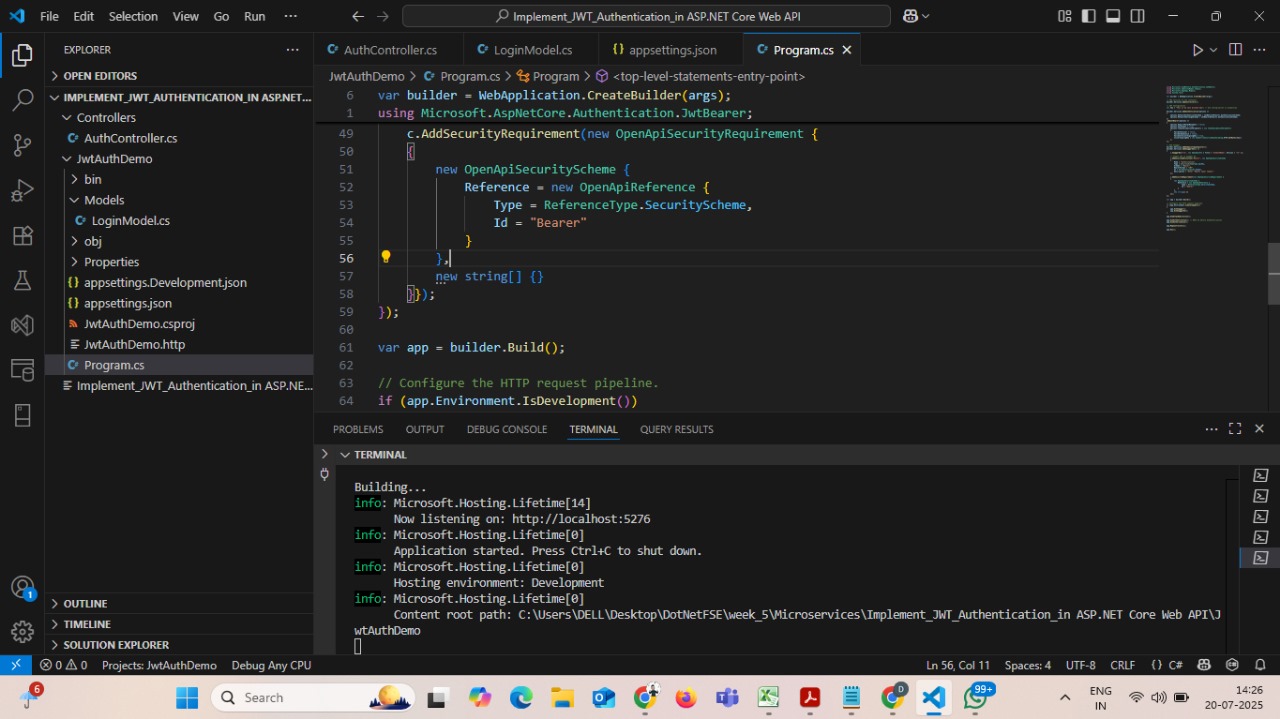 File Edit Selection View Go Run ···
Implement_JWT_Authentication_in ASP.NET Core Web API
EXPLORER
OPEN EDITORS
IMPLEMENT_JWT_AUTHENTICATION_IN ASP.NET...
Controllers
C# AuthController.cs
JwtAuthDemo
bin
Models
C# LoginModel.cs
obj
Properties
{} appsettings.Development.json
{} appsettings.json
JwtAuthDemo.csproj
JwtAuthDemo.http
C# Program.cs
Implement_JWT_Authentication_in ASP.NE...
OUTLINE
TIMELINE
SOLUTION EXPLORER
C# AuthController.cs C# LoginModel.cs {} appsettings.json C# Program.cs
JwtAuthDemo > C# Program.cs > Program > <top-level-statements-entry-point>
6 var builder = WebApplication.CreateBuilder(args);
1 using Microsoft.AspNetCore.Authentication.JwtBearer;
49 c.AddSecurityRequirement(new OpenApiSecurityRequirement {
50 {
51 new OpenApiSecurityScheme {
52 Reference = new OpenApiReference {
53 Type = ReferenceType.SecurityScheme,
54 Id = "Bearer"
55 }
56 },
57 new string[] {}
58 }});
59 });
60
61 var app = builder.Build();
62
63 // Configure the HTTP request pipeline.
64 if (app.Environment.IsDevelopment())
PROBLEMS OUTPUT DEBUG CONSOLE TERMINAL QUERY RESULTS
TERMINAL
Building...
info: Microsoft.Hosting.Lifetime[14]
Now listening on: http://localhost:5276
info: Microsoft.Hosting.Lifetime[0]
Application started. Press Ctrl+C to shut down.
info: Microsoft.Hosting.Lifetime[0]
Hosting environment: Development
info: Microsoft.Hosting.Lifetime[0]
Content root path: C:\Users\DELL\Desktop\DotNetFSE\week_5\Microservices\Implement_JWT_Authentication_in ASP.NET Core Web API\J
wtAuthDemo
1
0 0 Projects: JwtAuthDemo Debug Any CPU Ln 56, Col 11 Spaces: 4 UTF-8 CRLF {} C#
6 Search D 99+ ENG 14:26
IN 20-07-2025